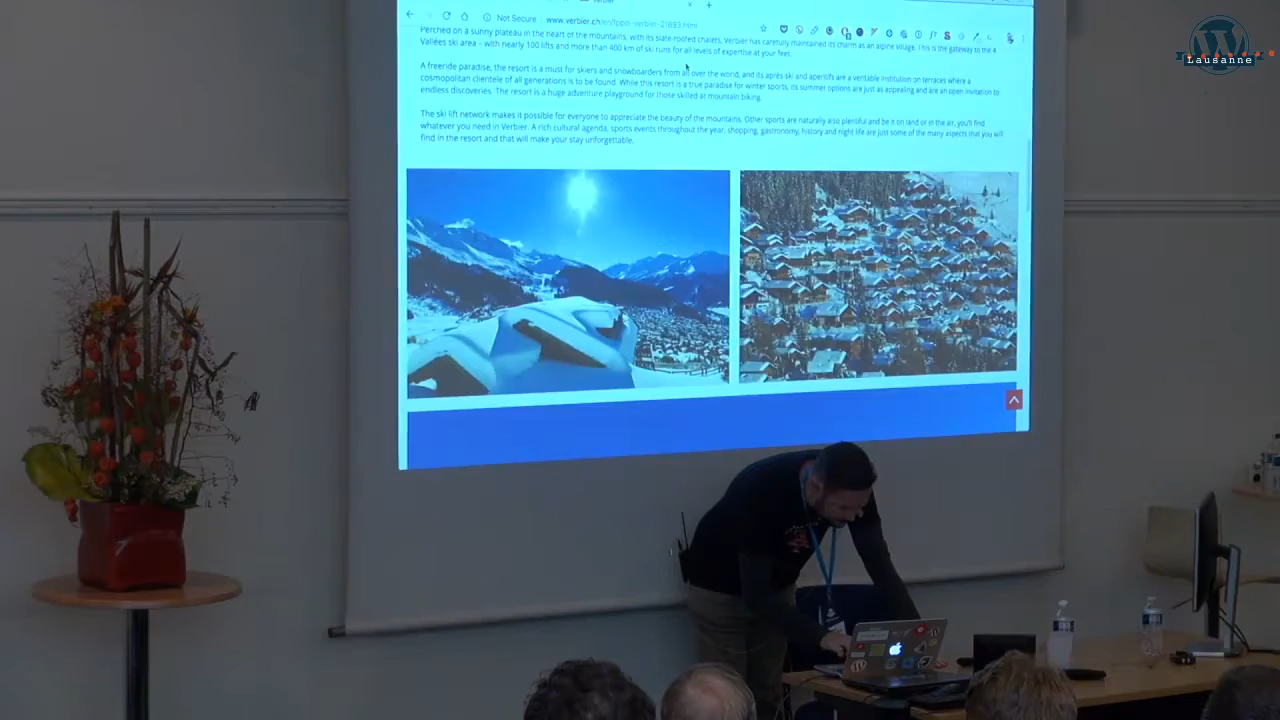 Verbier
Not Secure
www.verbier.ch/en/fppoi-verbier-21693.html
Perched on a sunny plateau in the heart of the mountains, with its slate-roofed chalets, Verbier has carefully maintained its charm as an alpine village. This is the gateway to the 4
Vallées ski area – with nearly 100 lifts and more than 400 km of ski runs for all levels of expertise at your feet.
A freeride paradise, the resort is a must for skiers and snowboarders from all over the world, and its après ski and aperitifs are a veritable institution on terraces where a
cosmopolitan clientele of all generations is to be found. While this resort is a true paradise for winter sports, its summer options are just as appealing and are an open invitation to
endless discoveries. The resort is a huge adventure playground for those skilled at mountain biking.
The ski lift network makes it possible for everyone to appreciate the beauty of the mountains. Other sports are naturally also plentiful and be it on land or in the air, you'll find
whatever you need in Verbier. A rich cultural agenda, sports events throughout the year, shopping, gastronomy, history and night life are just some of the many aspects that you will
find in the resort and that will make your stay unforgettable.
Lausanne